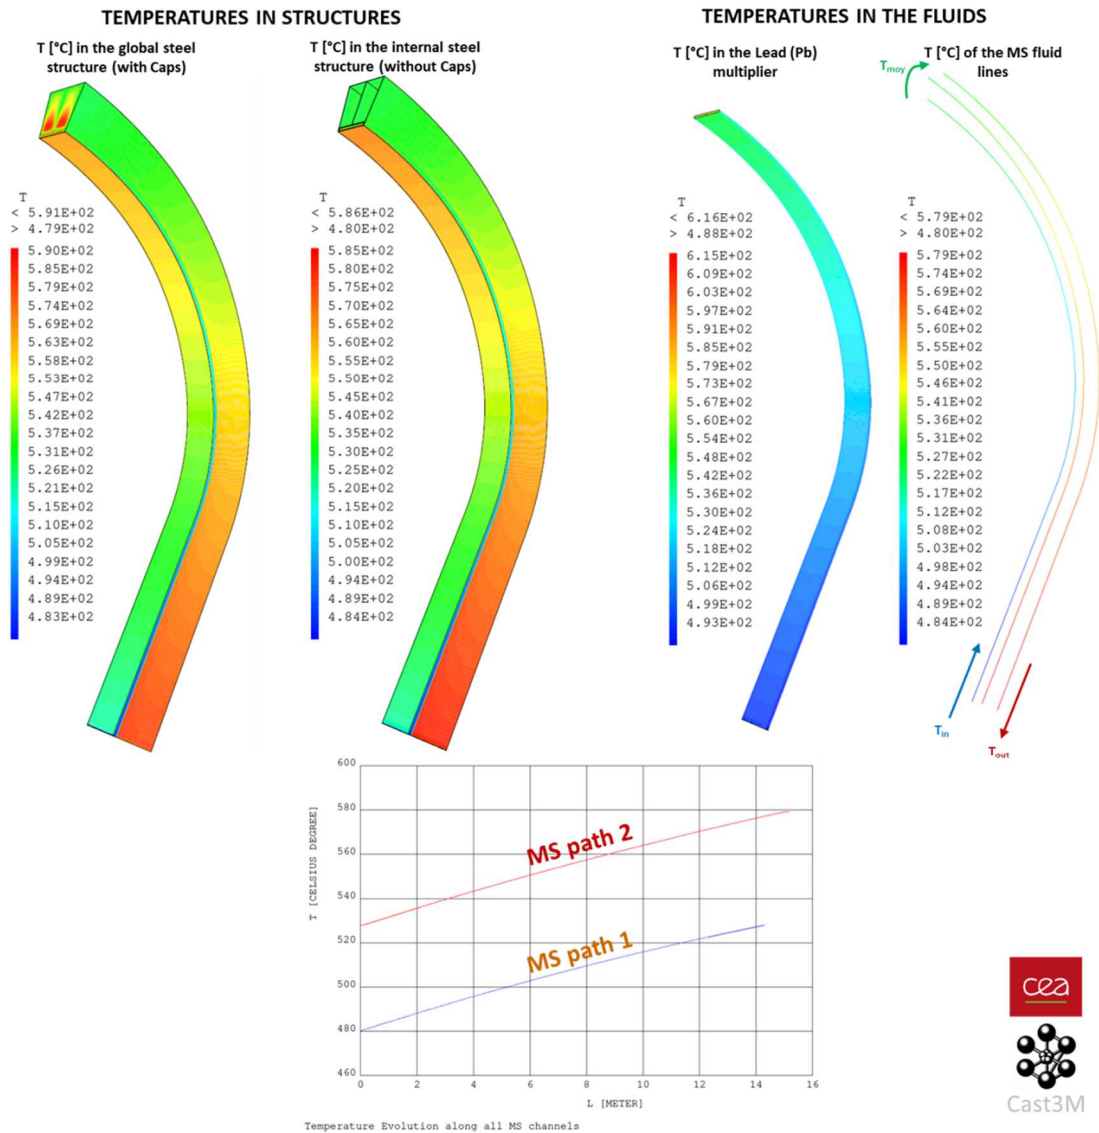 TEMPERATURES IN STRUCTURES
TEMPERATURES IN THE FLUIDS
T [°C] in the global steel
structure (with Caps)
T [°C] in the internal steel
structure (without Caps)
T [°C] in the Lead (Pb)
multiplier
T [°C] of the MS fluid
lines
T
< 5.91E+02
> 4.79E+02
5.90E+02
5.85E+02
5.79E+02
5.74E+02
5.69E+02
5.63E+02
5.58E+02
5.53E+02
5.47E+02
5.42E+02
5.37E+02
5.31E+02
5.26E+02
5.21E+02
5.15E+02
5.10E+02
5.05E+02
4.99E+02
4.94E+02
4.89E+02
4.83E+02
T
< 5.86E+02
> 4.80E+02
5.85E+02
5.80E+02
5.75E+02
5.70E+02
5.65E+02
5.60E+02
5.55E+02
5.50E+02
5.45E+02
5.40E+02
5.35E+02
5.30E+02
5.25E+02
5.20E+02
5.15E+02
5.10E+02
5.05E+02
5.00E+02
4.94E+02
4.89E+02
4.84E+02
T
< 6.16E+02
> 4.88E+02
6.15E+02
6.09E+02
6.03E+02
5.97E+02
5.91E+02
5.85E+02
5.79E+02
5.73E+02
5.67E+02
5.60E+02
5.54E+02
5.48E+02
5.42E+02
5.36E+02
5.30E+02
5.24E+02
5.18E+02
5.12E+02
5.06E+02
4.99E+02
4.93E+02
Tmoy
T
< 5.79E+02
> 4.80E+02
5.79E+02
5.74E+02
5.69E+02
5.64E+02
5.60E+02
5.55E+02
5.50E+02
5.46E+02
5.41E+02
5.36E+02
5.31E+02
5.27E+02
5.22E+02
5.17E+02
5.12E+02
5.08E+02
5.03E+02
4.98E+02
4.94E+02
4.89E+02
4.84E+02
Tin
Tout
T [CELSIUS DEGREE]
600
580
560
540
520
500
480
460
MS path 2
MS path 1
0 2 4 6 8 10 12 14 16
L [METER]
Temperature Evolution along all MS channels
cea
Cast3M